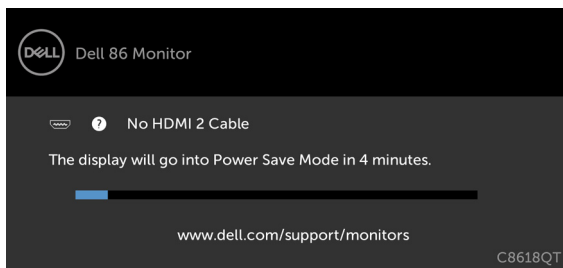 DELL
Dell 86 Monitor
? No HDMI 2 Cable
The display will go into Power Save Mode in 4 minutes.
www.dell.com/support/monitors
C8618QT